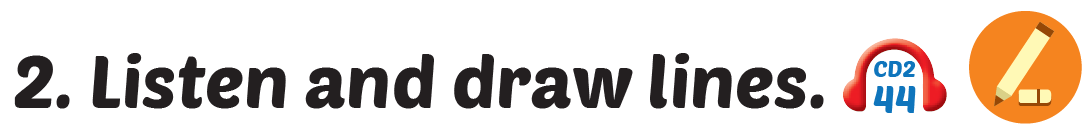 2. Listen and draw lines. CD2
44